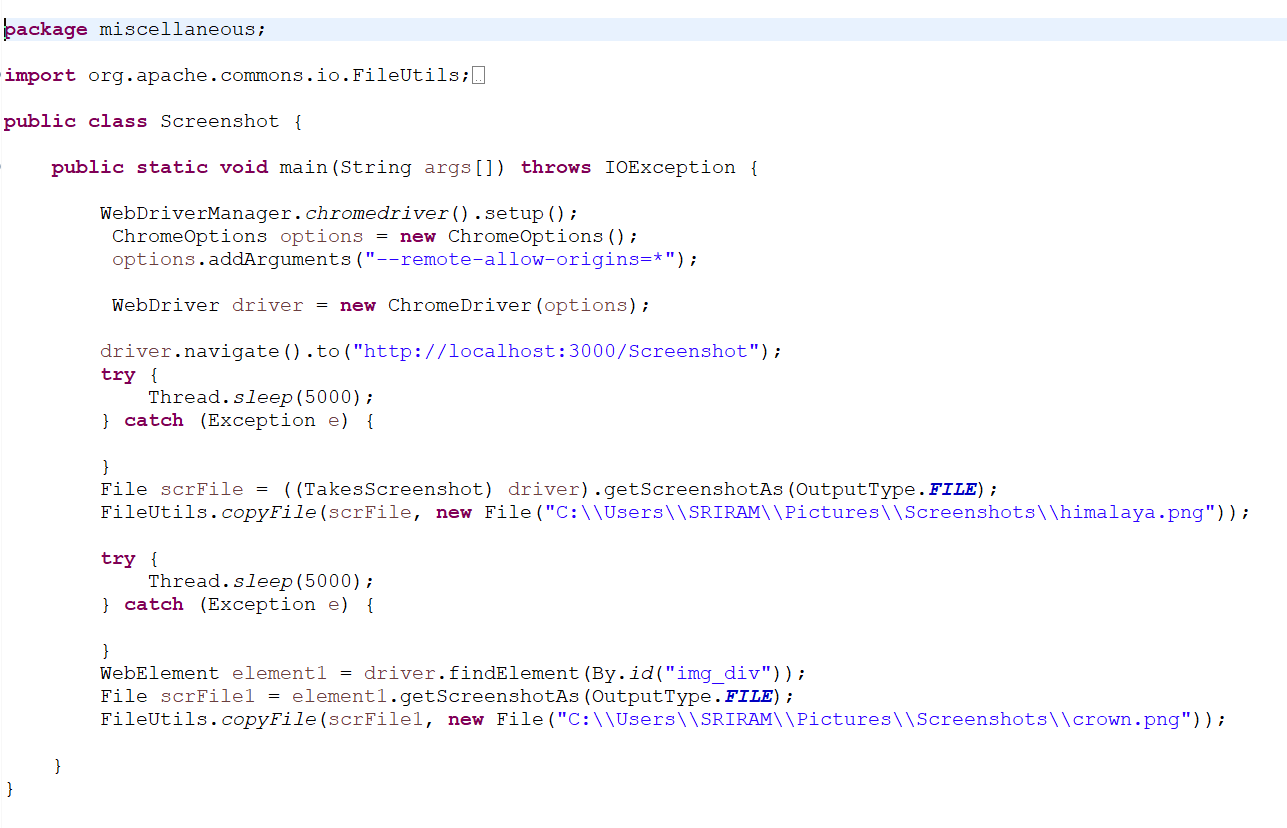 package miscellaneous;
import org.apache.commons.io.FileUtils;
public class Screenshot {
public static void main(String args[]) throws IOException {
WebDriverManager.chromedriver().setup();
ChromeOptions options = new ChromeOptions();
options.addArguments("--remote-allow-origins=*");
WebDriver driver = new ChromeDriver(options);
driver.navigate().to("http://localhost:3000/Screenshot");
try {
Thread.sleep(5000);
} catch (Exception e) {
}
File scrFile = ((TakesScreenshot) driver).getScreenshotAs(OutputType.FILE);
FileUtils.copyFile(scrFile, new File("C:\\Users\\SRIRAM\\Pictures\\Screenshots\\himalaya.png"));
try {
Thread.sleep(5000);
} catch (Exception e) {
}
WebElement element1 = driver.findElement(By.id("img_div"));
File scrFile1 = element1.getScreenshotAs(OutputType.FILE);
FileUtils.copyFile(scrFile1, new File("C:\\Users\\SRIRAM\\Pictures\\Screenshots\\crown.png"));
}
}